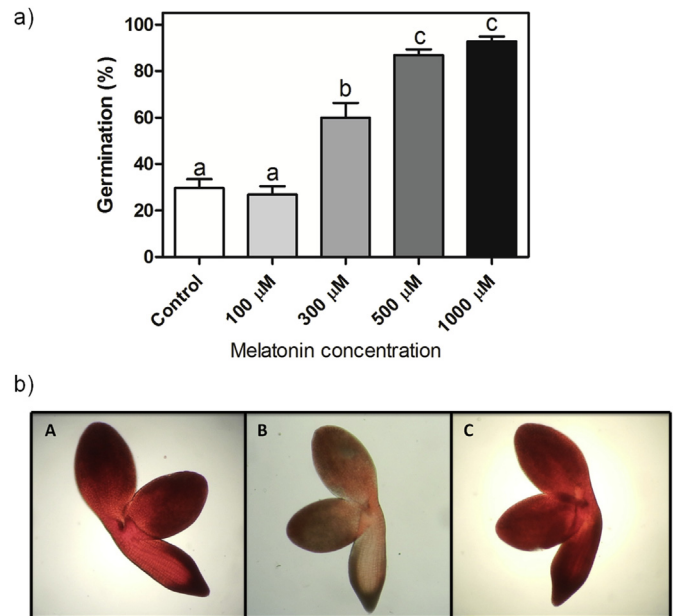 a)
Germination (%)
100
80
60
40
20
0
a
a
b
c
c
Control
100 μM
300 μM
500 μM
1000 μM
Melatonin concentration
b)
A
B
C